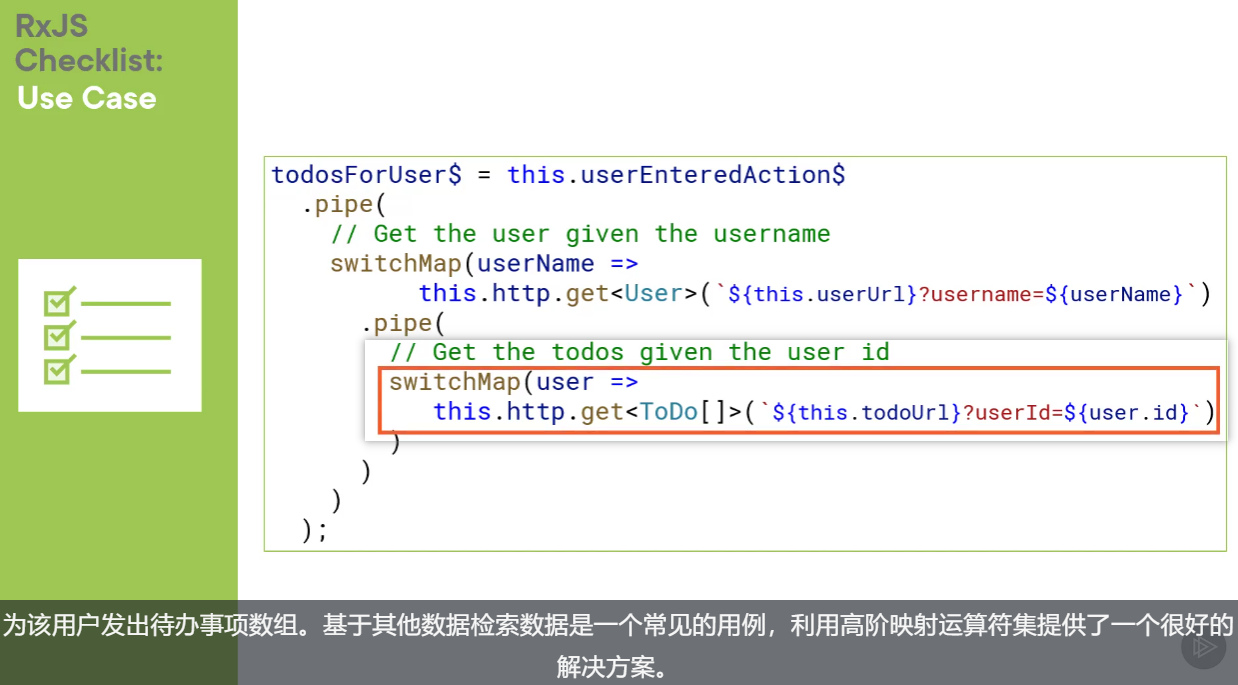 RxJS
Checklist:
Use Case
todosForUser$ = this.userEnteredAction$
.pipe(
// Get the user given the username
switchMap(userName =>
this.http.get<User>(`${this.userUrl}?username=${userName}`)
.pipe(
// Get the todos given the user id
switchMap(user =>
this.http.get<ToDo[]>(`${this.todoUrl}?userId=${user.id}`)
)
)
)
);
为该用户发出待办事项数组。基于其他数据检索数据是一个常见的用例，利用高阶映射运算符集提供了一个很好的
解决方案。